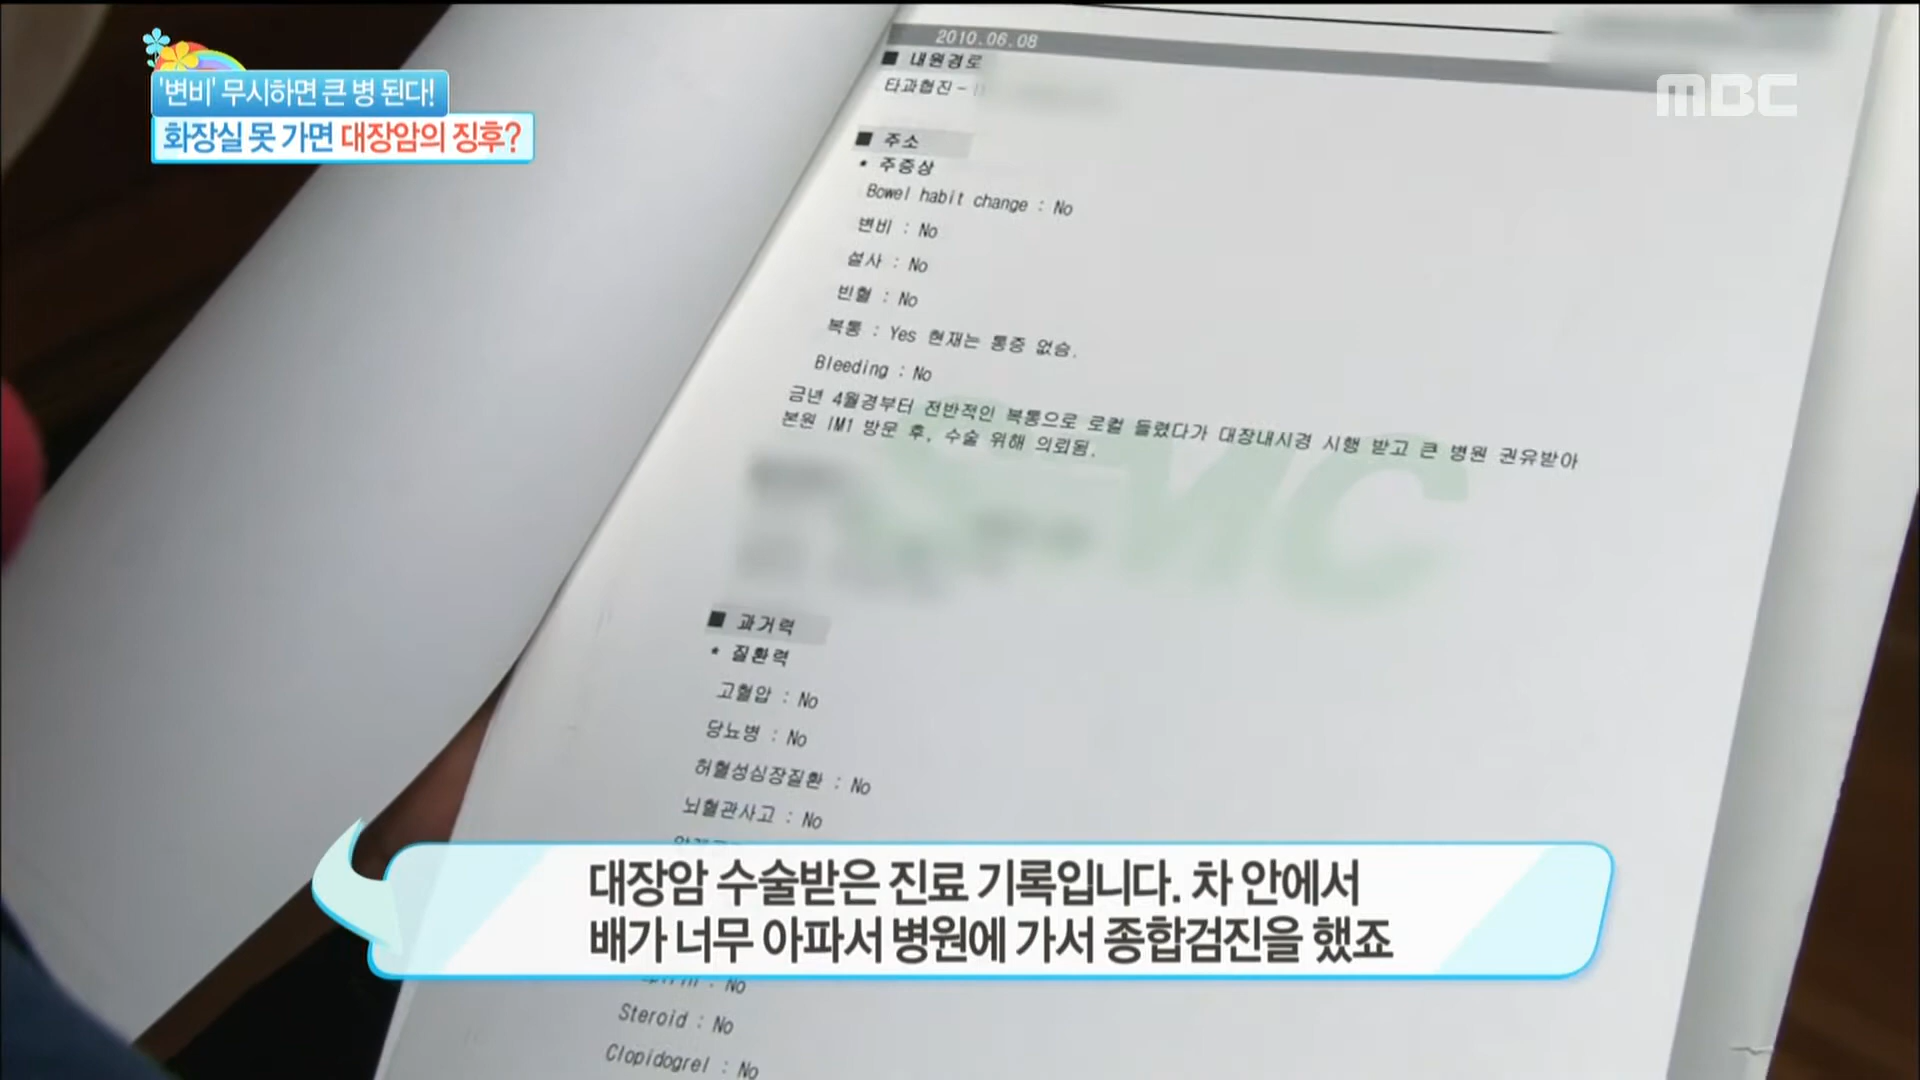 '변비' 무시하면 큰 병 된다!
화장실 못 가면 대장암의 징후?
MBC
2010.06.08
■ 내원경로
타과협진 -
■ 주소
* 주증상
Bowel habit change : No
변비 : No
설사 : No
빈혈 : No
복통 : Yes 현재는 통증 없슴.
Bleeding : No
금년 4월경부터 전반적인 복통으로 로컬 들렸다가 대장내시경 시행 받고 큰 병원 권유받아
본원 IM1 방문 후, 수술 위해 의뢰됨.
■ 과거력
* 질환력
고혈압 : No
당뇨병 : No
허혈성심장질환 : No
뇌혈관사고 : No
대장암 수술받은 진료 기록입니다. 차 안에서
배가 너무 아파서 병원에 가서 종합검진을 했죠
: No
Steroid : No
Clopidogrel : No